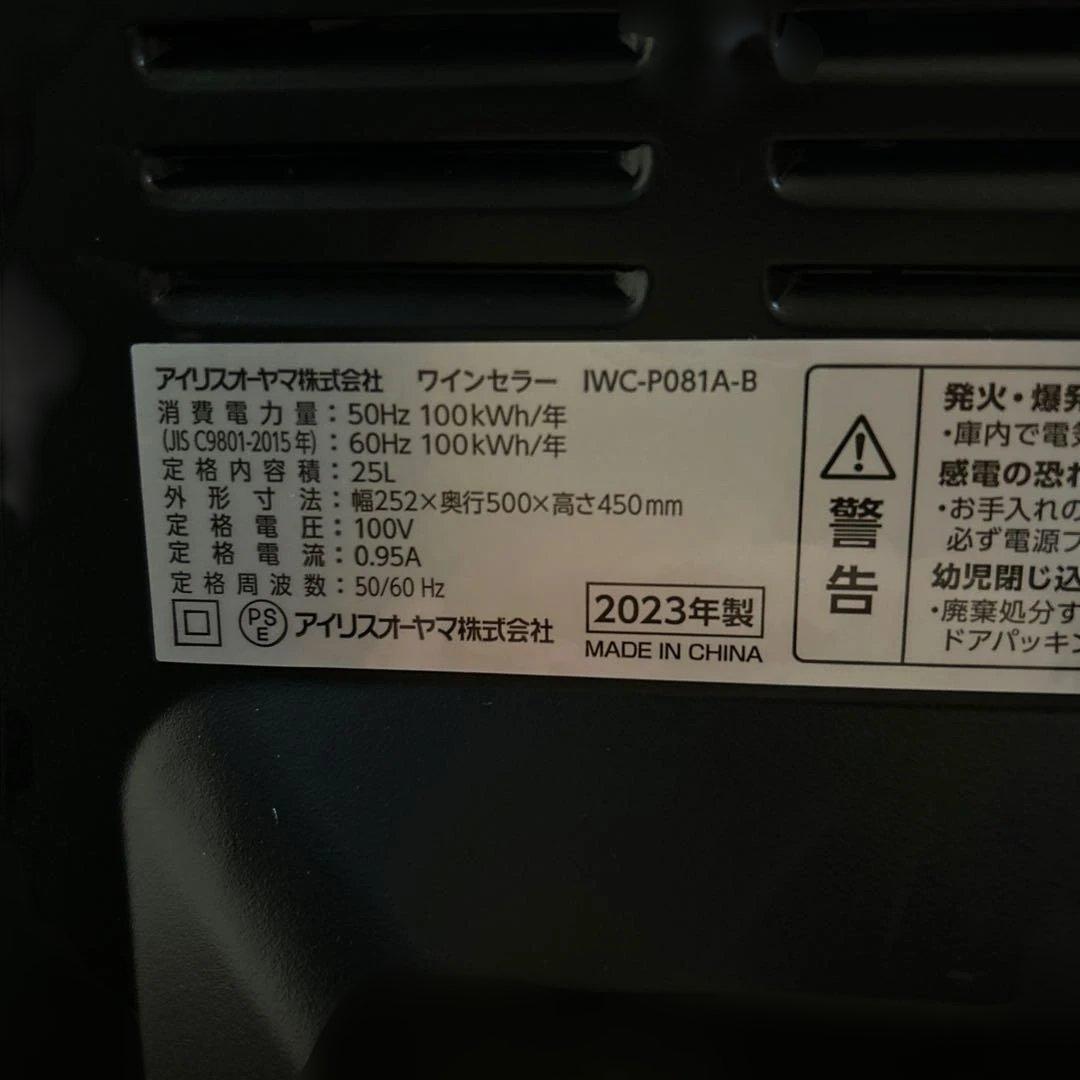 アイリスオーヤマ株式会社 ワインセラー IWC-P081A-B
消費電力量：50Hz 100kWh/年
(JIS C9801-2015年)：60Hz 100kWh/年
定格内容積：25L
外形寸法：幅252×奥行500×高さ450mm
定格電圧：100V
定格電流：0.95A
定格周波数：50/60 Hz
PS
E
アイリスオーヤマ株式会社
2023年製
MADE IN CHINA
警告
発火・爆発
・庫内で電気
感電の恐れ
・お手入れの
必ず電源プ
幼児閉じ込
・廃棄処分す
ドアパッキン